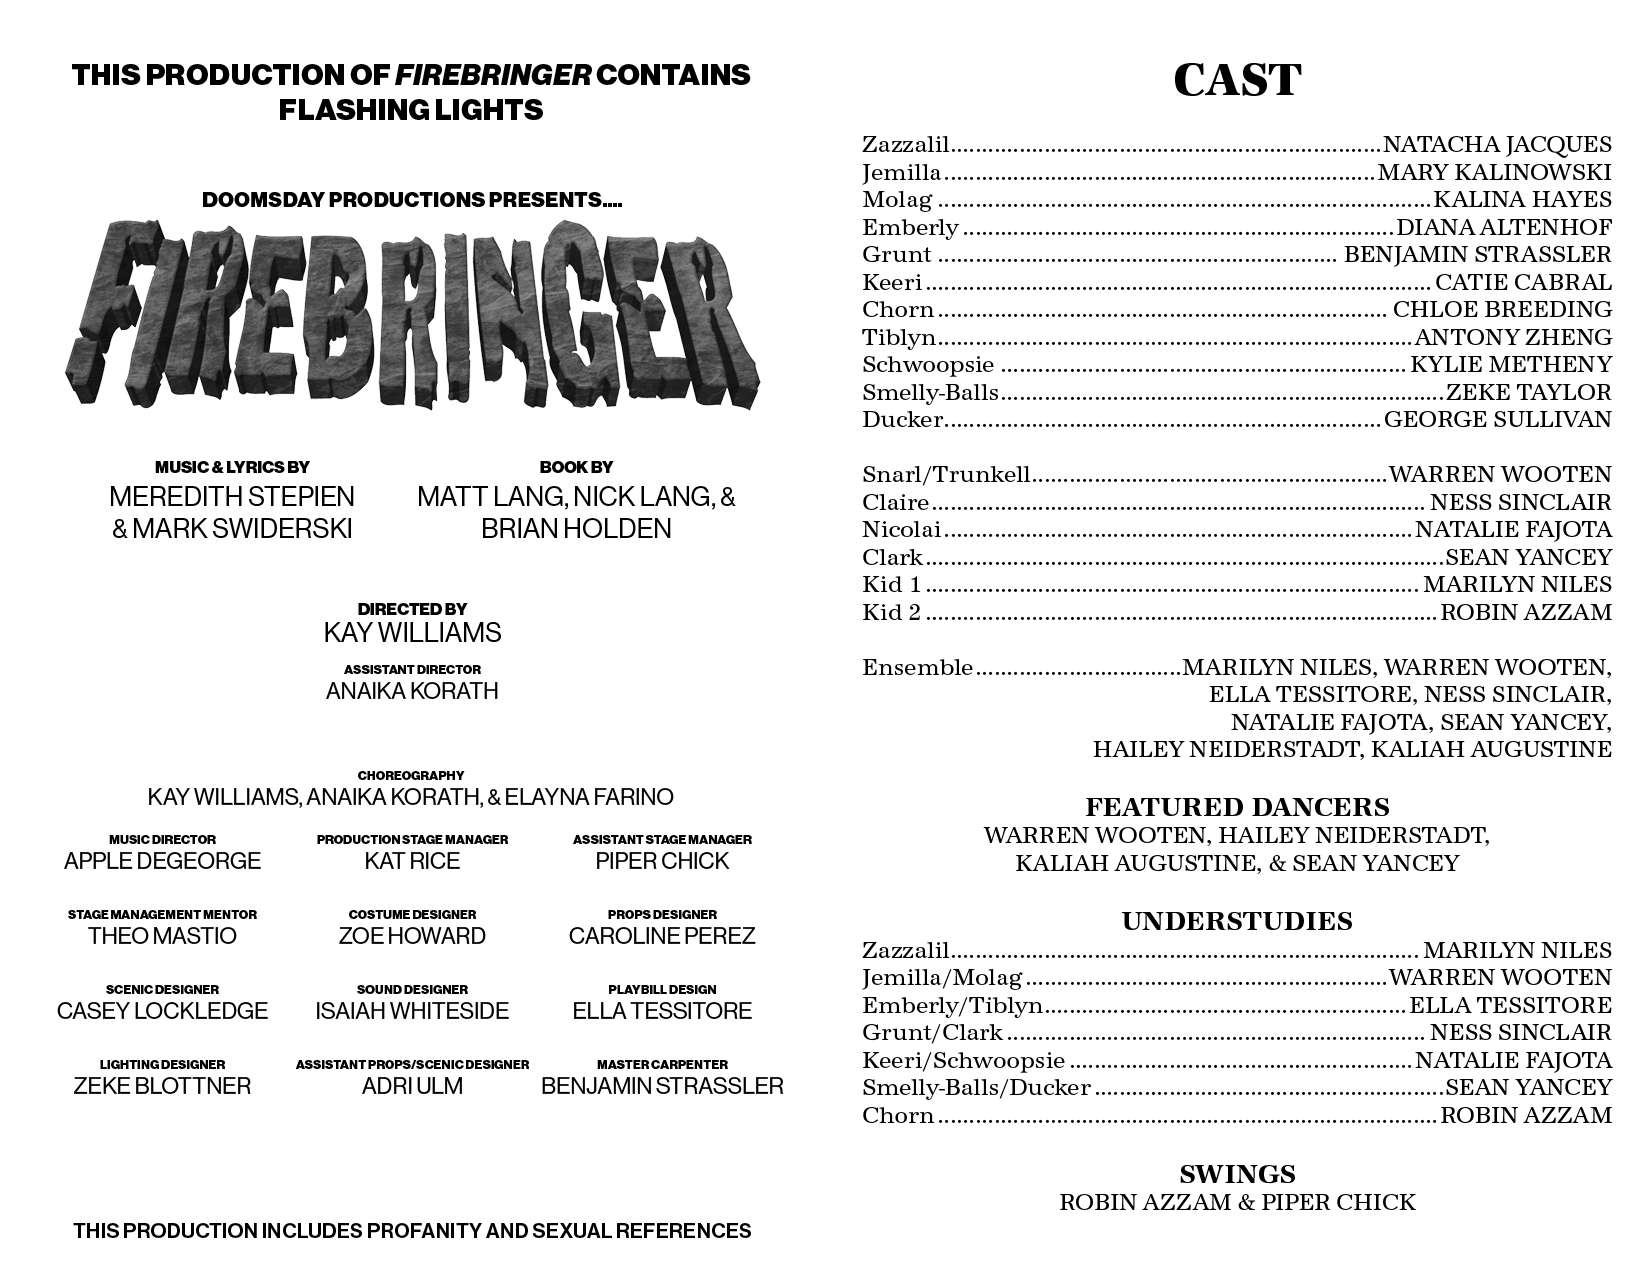 THIS PRODUCTION OF FIREBRINGER CONTAINS
FLASHING LIGHTS
DOOMSDAY PRODUCTIONS PRESENTS....
FIREBRINGER
MUSIC & LYRICS BY
MEREDITH STEPIEN
& MARK SWIDERSKI
BOOK BY
MATT LANG, NICK LANG, &
BRIAN HOLDEN
DIRECTED BY
KAY WILLIAMS
ASSISTANT DIRECTOR
ANAIKA KORATH
CHOREOGRAPHY
KAY WILLIAMS, ANAIKA KORATH, & ELAYNA FARINO
MUSIC DIRECTOR
APPLE DEGEORGE
PRODUCTION STAGE MANAGER
KAT RICE
ASSISTANT STAGE MANAGER
PIPER CHICK
STAGE MANAGEMENT MENTOR
THEO MASTIO
COSTUME DESIGNER
ZOE HOWARD
PROPS DESIGNER
CAROLINE PEREZ
SCENIC DESIGNER
CASEY LOCKLEDGE
SOUND DESIGNER
ISAIAH WHITESIDE
PLAYBILL DESIGN
ELLA TESSITORE
LIGHTING DESIGNER
ZEKE BLOTTNER
ASSISTANT PROPS/SCENIC DESIGNER
ADRI ULM
MASTER CARPENTER
BENJAMIN STRASSLER
THIS PRODUCTION INCLUDES PROFANITY AND SEXUAL REFERENCES
CAST
Zazzalil........NATACHA JACQUES
Jemilla........MARY KALINOWSKI
Molag........KALINA HAYES
Emberly........DIANA ALTENHOF
Grunt........BENJAMIN STRASSLER
Keeri........CATIE CABRAL
Chorn........CHLOE BREEDING
Tiblyn........ANTONY ZHENG
Schwoopsie........KYLIE METHENY
Smelly-Balls........ZEKE TAYLOR
Ducker........GEORGE SULLIVAN
Snarl/Trunkell........WARREN WOOTEN
Claire........NESS SINCLAIR
Nicolai........NATALIE FAJOTA
Clark........SEAN YANCEY
Kid 1........MARILYN NILES
Kid 2........ROBIN AZZAM
Ensemble........MARILYN NILES, WARREN WOOTEN,
ELLA TESSITORE, NESS SINCLAIR,
NATALIE FAJOTA, SEAN YANCEY,
HAILEY NEIDERSTADT, KALIAH AUGUSTINE
FEATURED DANCERS
WARREN WOOTEN, HAILEY NEIDERSTADT,
KALIAH AUGUSTINE, & SEAN YANCEY
UNDERSTUDIES
Zazzalil........MARILYN NILES
Jemilla/Molag........WARREN WOOTEN
Emberly/Tiblyn........ELLA TESSITORE
Grunt/Clark........NESS SINCLAIR
Keeri/Schwoopsie........NATALIE FAJOTA
Smelly-Balls/Ducker........SEAN YANCEY
Chorn........ROBIN AZZAM
SWINGS
ROBIN AZZAM & PIPER CHICK